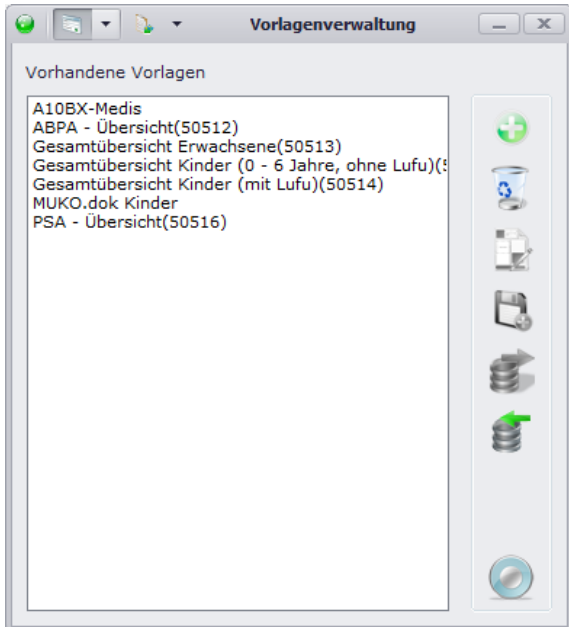 Vorlagenverwaltung
Vorhandene Vorlagen
A10BX-Medis
ABPA - Übersicht(50512)
Gesamtübersicht Erwachsene(50513)
Gesamtübersicht Kinder (0 - 6 Jahre, ohne Lufu)(
Gesamtübersicht Kinder (mit Lufu)(50514)
MUKO.dok Kinder
PSA - Übersicht(50516)